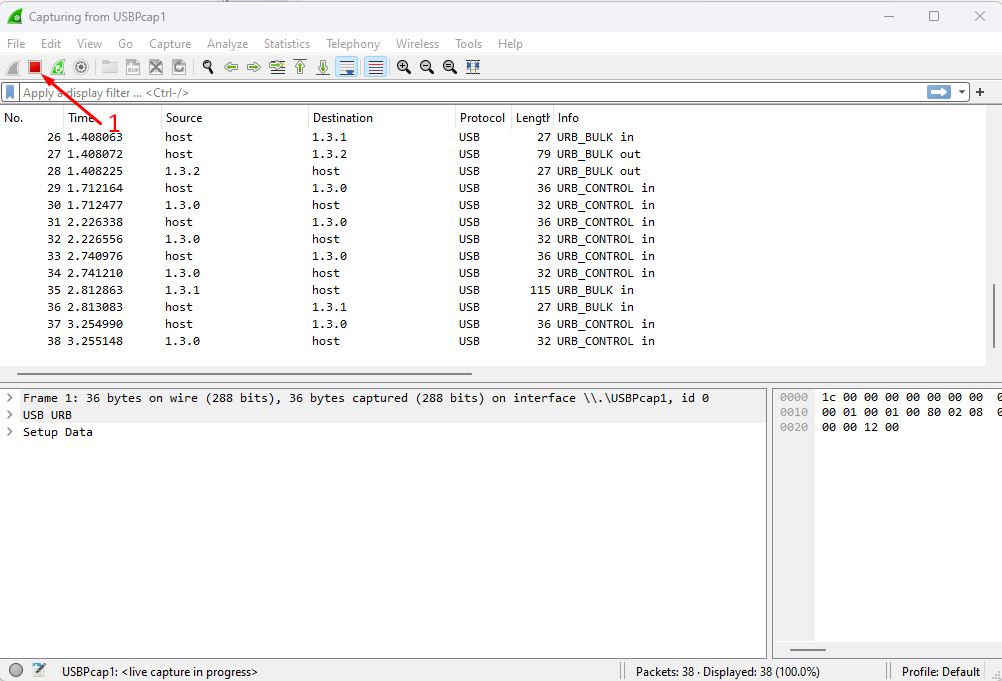 Capturing from USBPcap1
File Edit View Go Capture Analyze Statistics Telephony Wireless Tools Help
Apply a display filter ... <Ctrl-/>
1
No. Time Source Destination Protocol Length Info
26 1.408063 host 1.3.1 USB 27 URB_BULK in
27 1.408072 host 1.3.2 USB 79 URB_BULK out
28 1.408225 1.3.2 host USB 27 URB_BULK out
29 1.712164 host 1.3.0 USB 36 URB_CONTROL in
30 1.712477 1.3.0 host USB 32 URB_CONTROL in
31 2.226338 host 1.3.0 USB 36 URB_CONTROL in
32 2.226556 1.3.0 host USB 32 URB_CONTROL in
33 2.740976 host 1.3.0 USB 36 URB_CONTROL in
34 2.741210 1.3.0 host USB 32 URB_CONTROL in
35 2.812863 1.3.1 host USB 115 URB_BULK in
36 2.813083 host 1.3.1 USB 27 URB_BULK in
37 3.254990 host 1.3.0 USB 36 URB_CONTROL in
38 3.255148 1.3.0 host USB 32 URB_CONTROL in
Frame 1: 36 bytes on wire (288 bits), 36 bytes captured (288 bits) on interface \\.\USBPcap1, id 0
USB URB
Setup Data
0000 1c 00 00 00 00 00 00 00
0010 00 01 00 01 00 80 02 08
0020 00 00 12 00
USBPcap1: <live capture in progress>
Packets: 38 · Displayed: 38 (100.0%)
Profile: Default